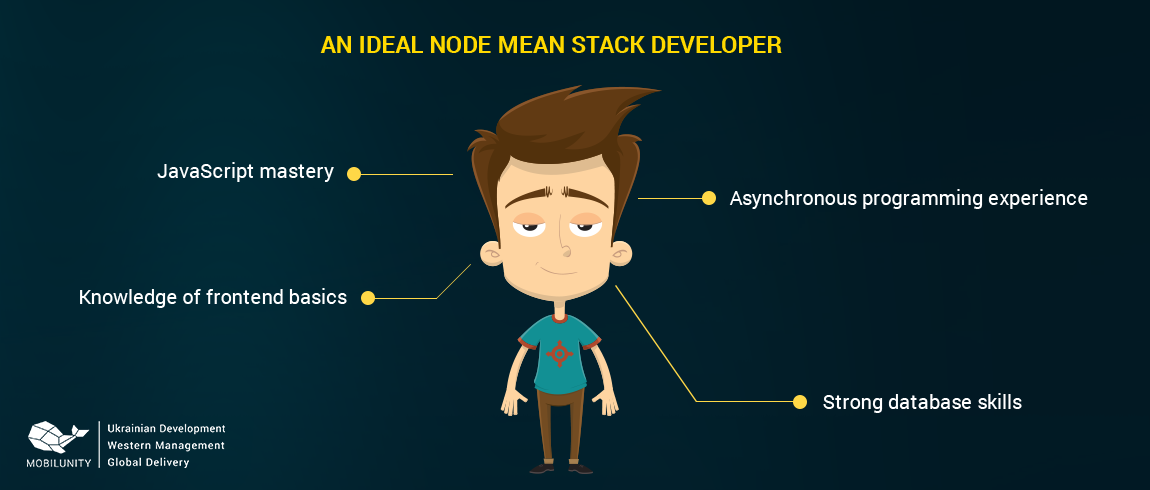 AN IDEAL NODE MEAN STACK DEVELOPER
JavaScript mastery
Asynchronous programming experience
Knowledge of frontend basics
Strong database skills
MOBILUNITY
Ukrainian Development
Western Management
Global Delivery